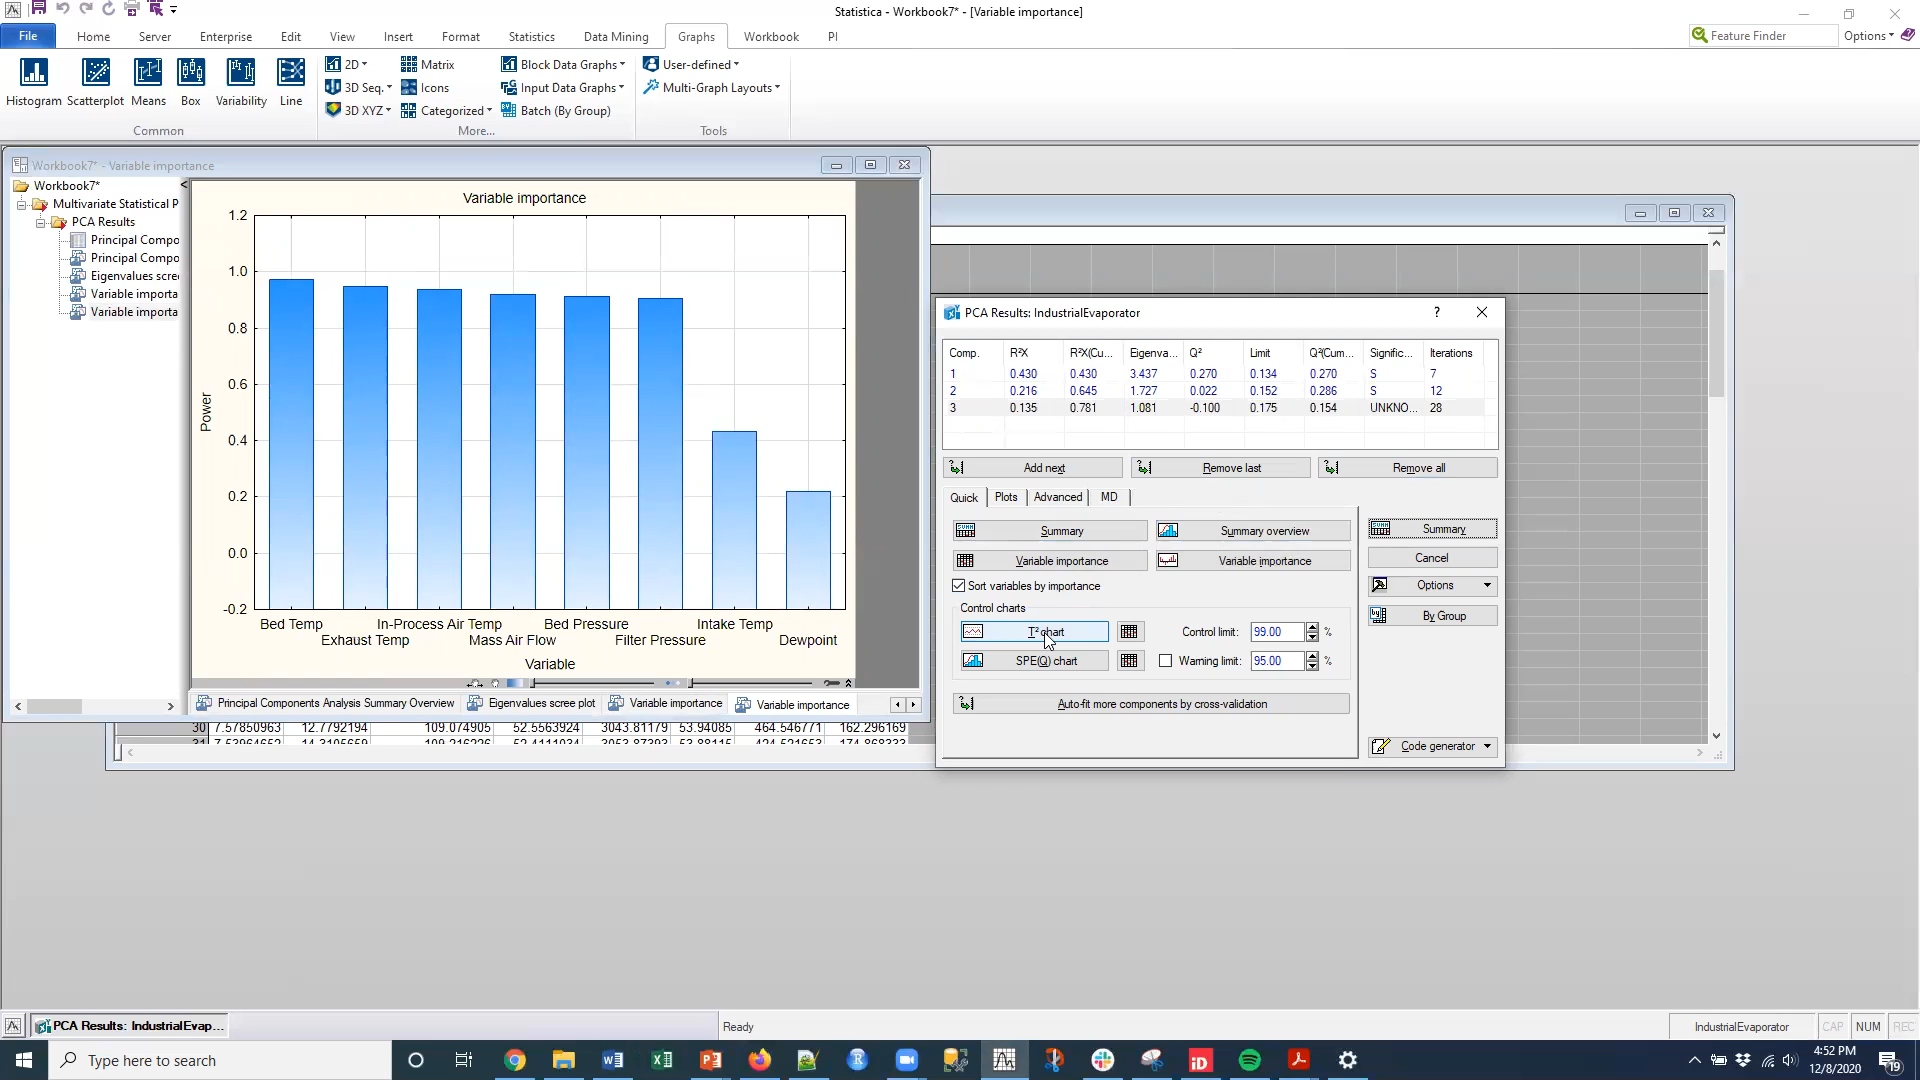 Statistica - Workbook7* - [Variable importance]
File Home Server Enterprise Edit View Insert Format Statistics Data Mining Graphs Workbook PI
Feature Finder Options
Histogram Scatterplot Means Box Variability Line
Common
2D Matrix Block Data Graphs
3D Seq. Icons Input Data Graphs
3D XYZ Categorized Batch (By Group)
More...
User-defined
Multi-Graph Layouts
Tools
Workbook7* - Variable importance
Workbook7*
Multivariate Statistical P
PCA Results
Principal Compo
Principal Compo
Eigenvalues scree
Variable importa
Variable importa
Variable importance
1.2
1.0
0.8
0.6
0.4
0.2
0.0
-0.2
Power
Bed Temp In-Process Air Temp Bed Pressure Intake Temp
Exhaust Temp Mass Air Flow Filter Pressure Dewpoint
Variable
Principal Components Analysis Summary Overview Eigenvalues scree plot Variable importance Variable importance
30 7.57850963 12.7792194 109.074905 52.5563924 3043.81179 53.94085 464.546771 162.296169
PCA Results: IndustrialEvaporator ?
Comp. R²X R²X(Cu... Eigenva... Q² Limit Q²(Cum... Signific... Iterations
1 0.430 0.430 3.437 0.270 0.134 0.270 S 7
2 0.216 0.645 1.727 0.022 0.152 0.286 S 12
3 0.135 0.781 1.081 -0.100 0.175 0.154 UNKNO... 28
Add next Remove last Remove all
Quick Plots Advanced MD
Summary Summary overview
Variable importance Variable importance
Sort variables by importance
Control charts
T² chart Control limit: 99.00 %
SPE(Q) chart Warning limit: 95.00 %
Auto-fit more components by cross-validation
Summary
Cancel
Options
By Group
Code generator
PCA Results: IndustrialEvap... Ready IndustrialEvaporator CAP NUM REC
Type here to search
4:52 PM
12/8/2020
19